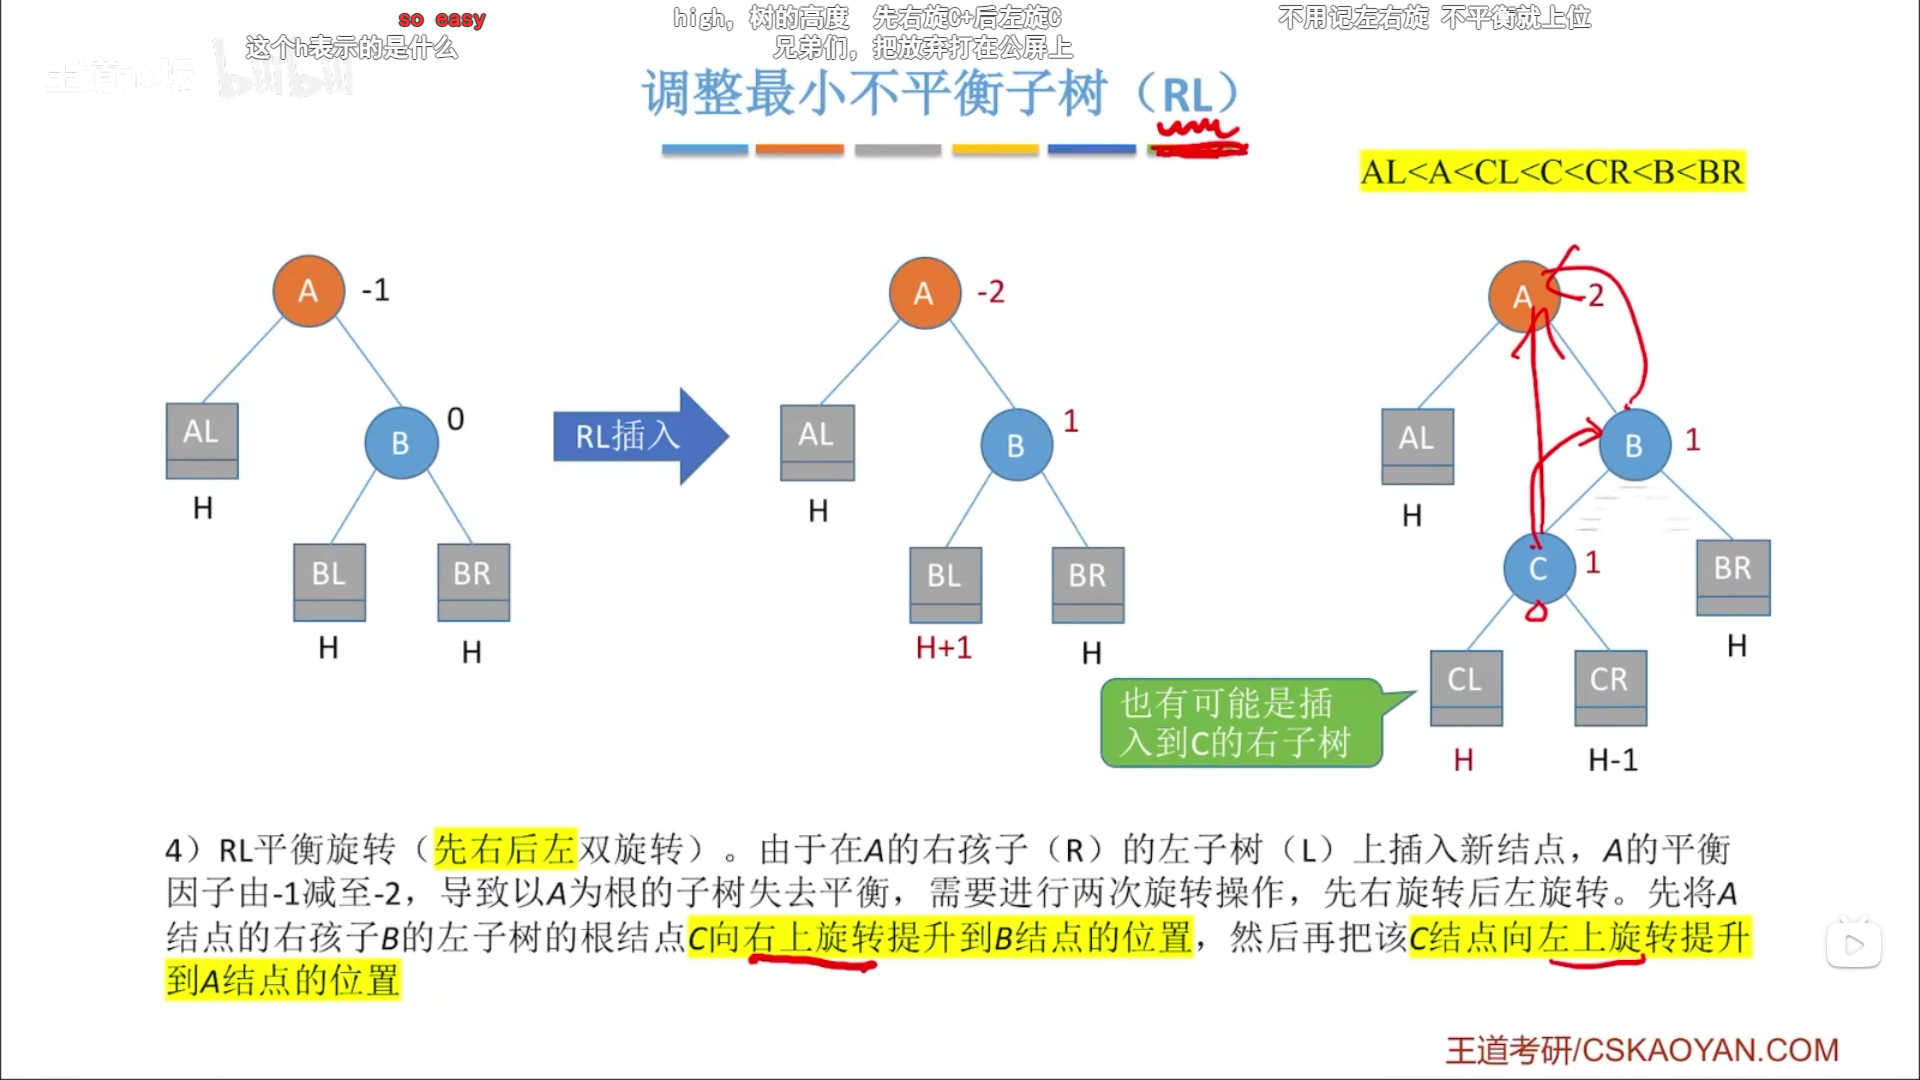 so easy
high，树的高度 先右旋C+后左旋C
不用记左右旋 不平衡就上位
这个h表示的是什么
兄弟们，把放弃打在公屏上
王道论坛 bilibili
调整最小不平衡子树（RL）
AL<A<CL<C<CR<B<BR
A -1
AL
H
B 0
BL
H
BR
H
RL插入
A -2
AL
H
B 1
BL
H+1
BR
H
A -2
AL
H
B 1
C 1
BR
H
CL
H
CR
H-1
也有可能是插
入到C的右子树
4）RL平衡旋转（先右后左双旋转）。由于在A的右孩子（R）的左子树（L）上插入新结点，A的平衡
因子由-1减至-2，导致以A为根的子树失去平衡，需要进行两次旋转操作，先右旋转后左旋转。先将A
结点的右孩子B的左子树的根结点C向右上旋转提升到B结点的位置，然后再把该C结点向左上旋转提升
到A结点的位置
王道考研/CSKAOYAN.COM